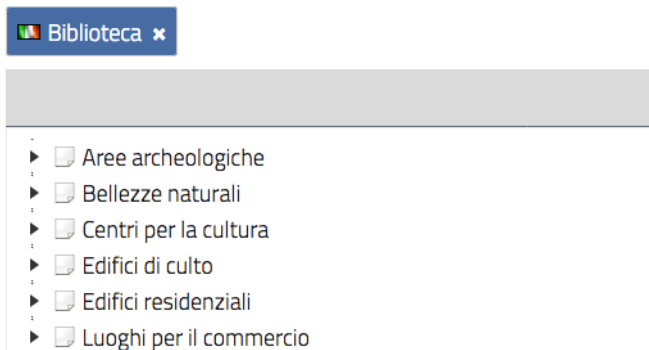 Biblioteca ×
Aree archeologiche
Bellezze naturali
Centri per la cultura
Edifici di culto
Edifici residenziali
Luoghi per il commercio